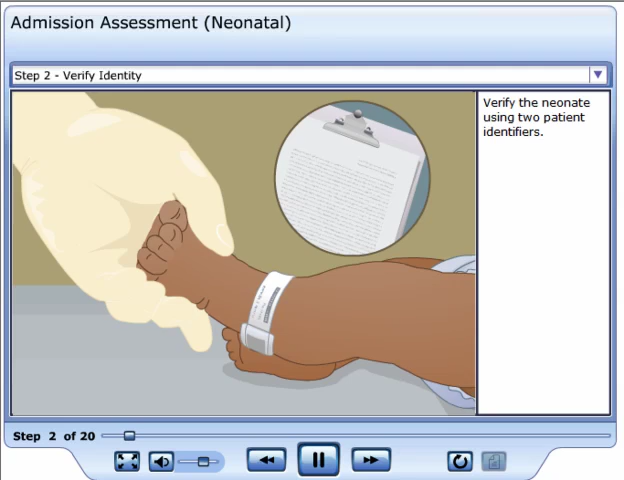 Admission Assessment (Neonatal)
Step 2 - Verify Identity
Verify the neonate
using two patient
identifiers.
Step 2 of 20